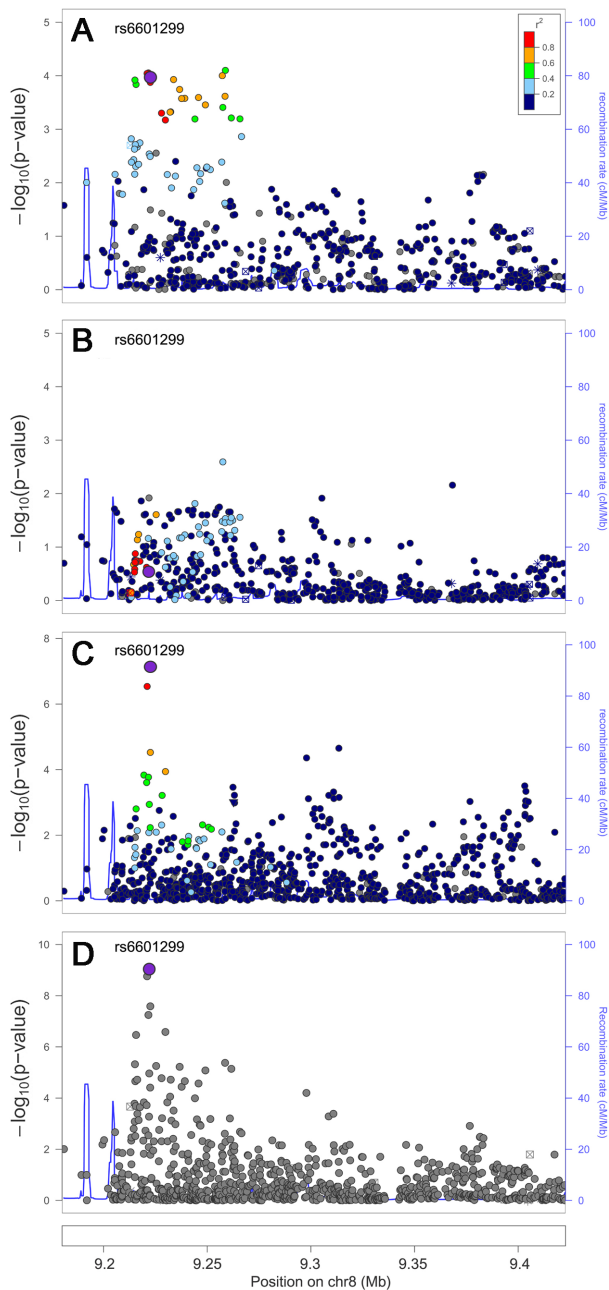 A
rs6601299
r²
0.8
0.6
0.4
0.2
5
4
3
2
1
0
−log10(p−value)
100
80
60
40
20
0
recombination rate (cM/Mb)
B
rs6601299
5
4
3
2
1
0
−log10(p−value)
100
80
60
40
20
0
recombination rate (cM/Mb)
C
rs6601299
8
6
4
2
0
−log10(p−value)
100
80
60
40
20
0
recombination rate (cM/Mb)
D
rs6601299
10
8
6
4
2
0
−log10(p−value)
100
80
60
40
20
0
Recombination rate (cM/Mb)
9.2 9.25 9.3 9.35 9.4
Position on chr8 (Mb)